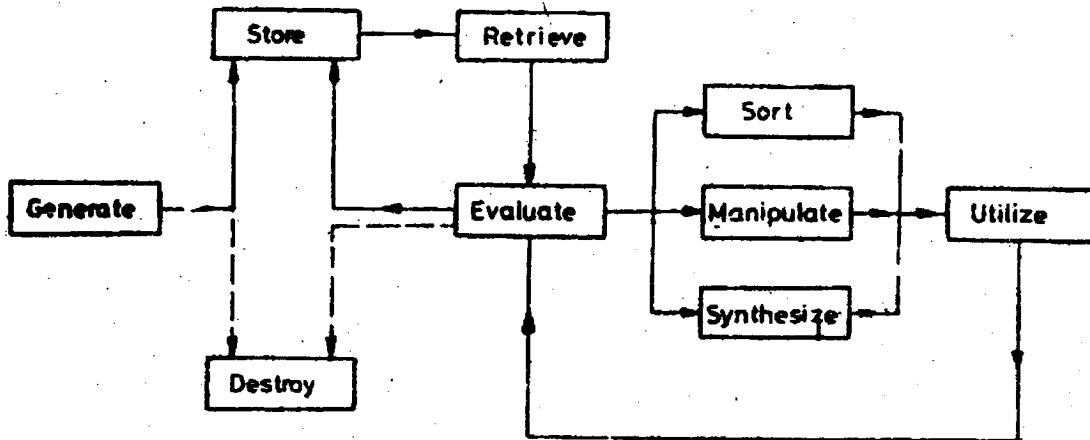 Store
Retrieve
Sort
Generate
Evaluate
Manipulate
Utilize
Synthesize
Destroy